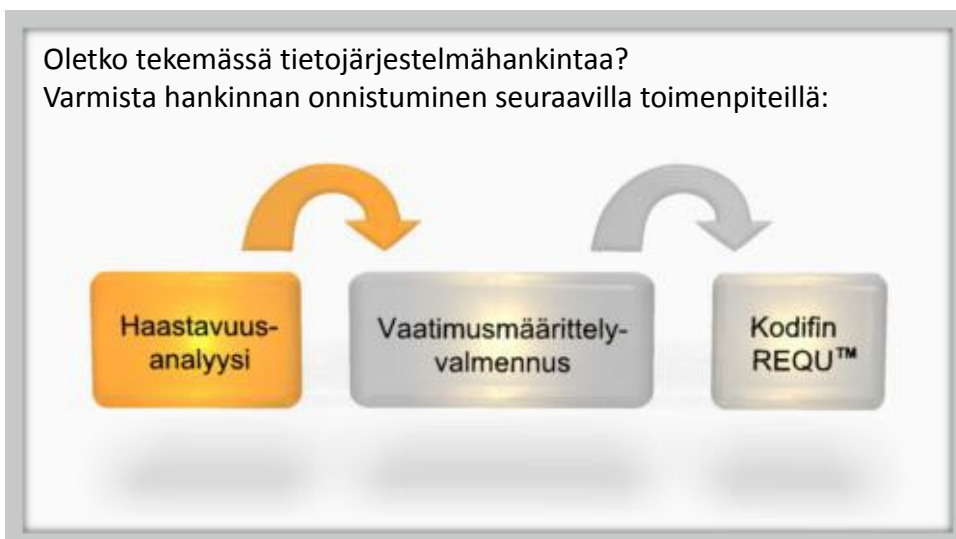 Oletko tekemässä tietojärjestelmähankintaa?
Varmista hankinnan onnistuminen seuraavilla toimenpiteillä:
Haastavuus-
analyysi
Vaatimusmäärittely-
valmennus
Kodifin
REQU™